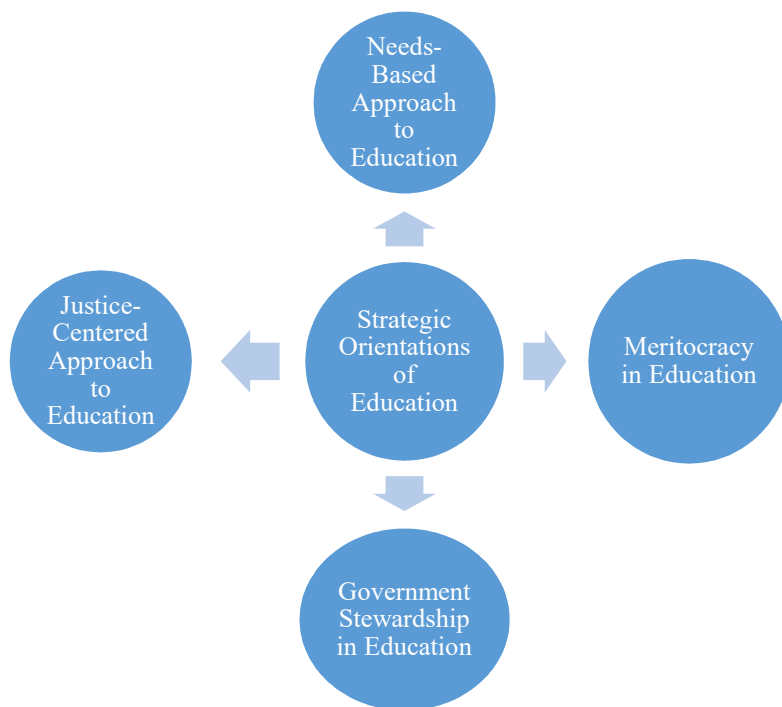 Needs-
Based
Approach
to
Education
Justice-
Centered
Approach
to
Education
Strategic
Orientations
of
Education
Meritocracy
in Education
Government
Stewardship
in Education